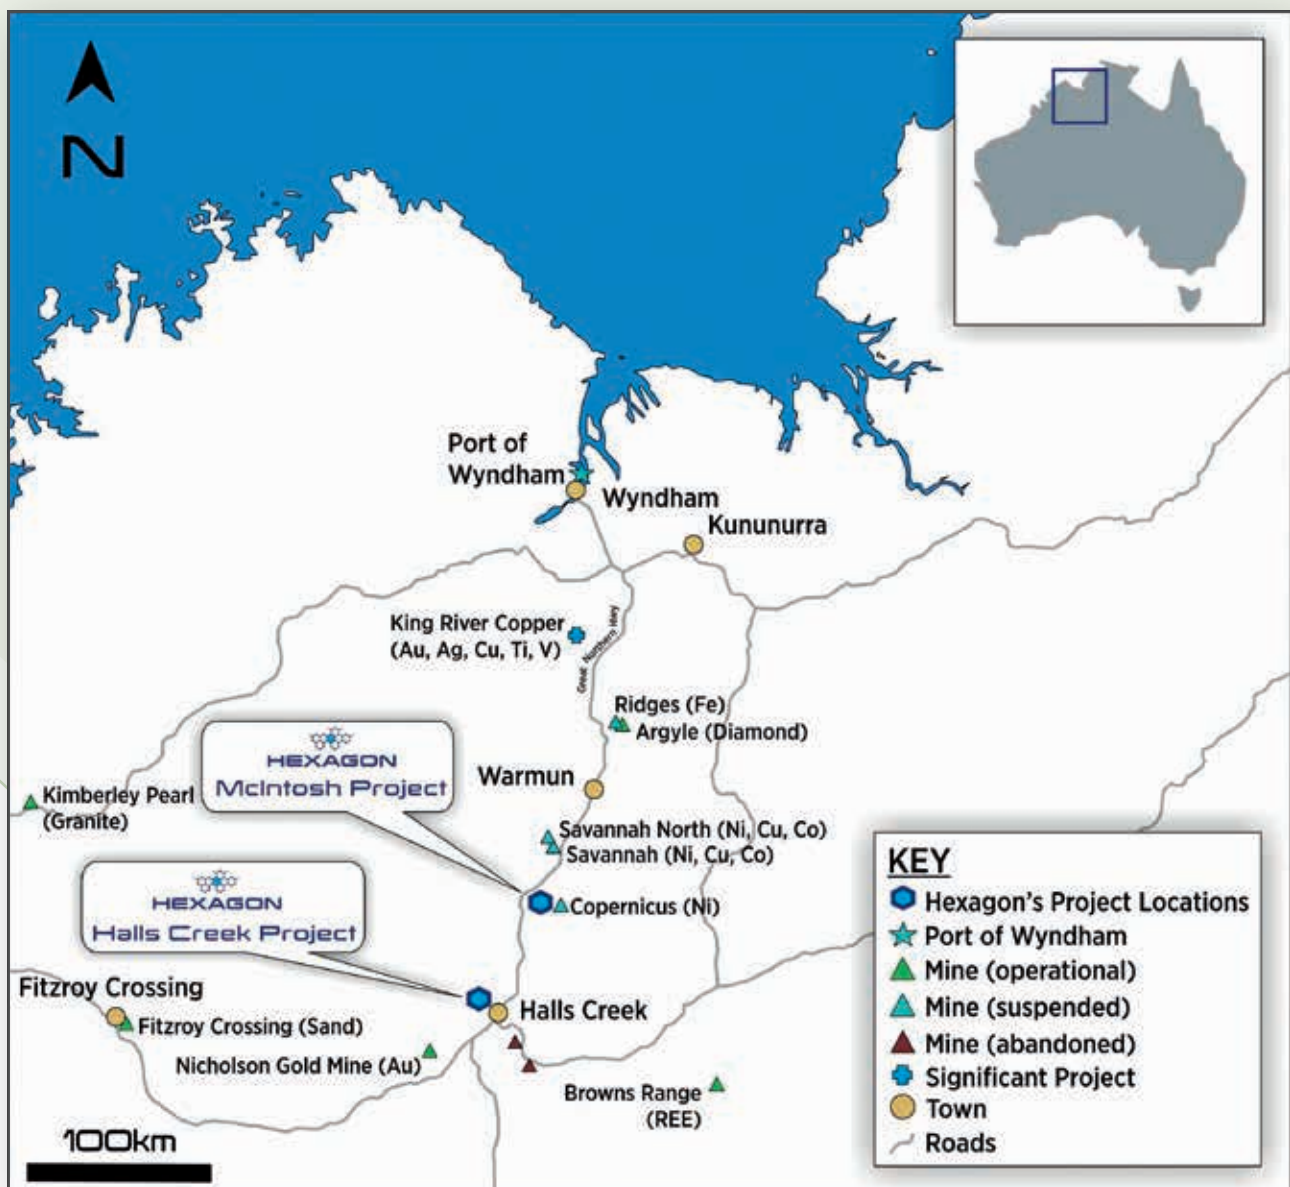 N
Port of
Wyndham
Wyndham
Kununurra
King River Copper
(Au, Ag, Cu, Ti, V)
Great Northern Hwy
Ridges (Fe)
Argyle (Diamond)
HEXAGON
McIntosh Project
Warmun
Kimberley Pearl
(Granite)
Savannah North (Ni, Cu, Co)
Savannah (Ni, Cu, Co)
HEXAGON
Halls Creek Project
Copernicus (Ni)
Fitzroy Crossing
Fitzroy Crossing (Sand)
Halls Creek
Nicholson Gold Mine (Au)
Browns Range
(REE)
100km
KEY
Hexagon's Project Locations
Port of Wyndham
Mine (operational)
Mine (suspended)
Mine (abandoned)
Significant Project
Town
Roads